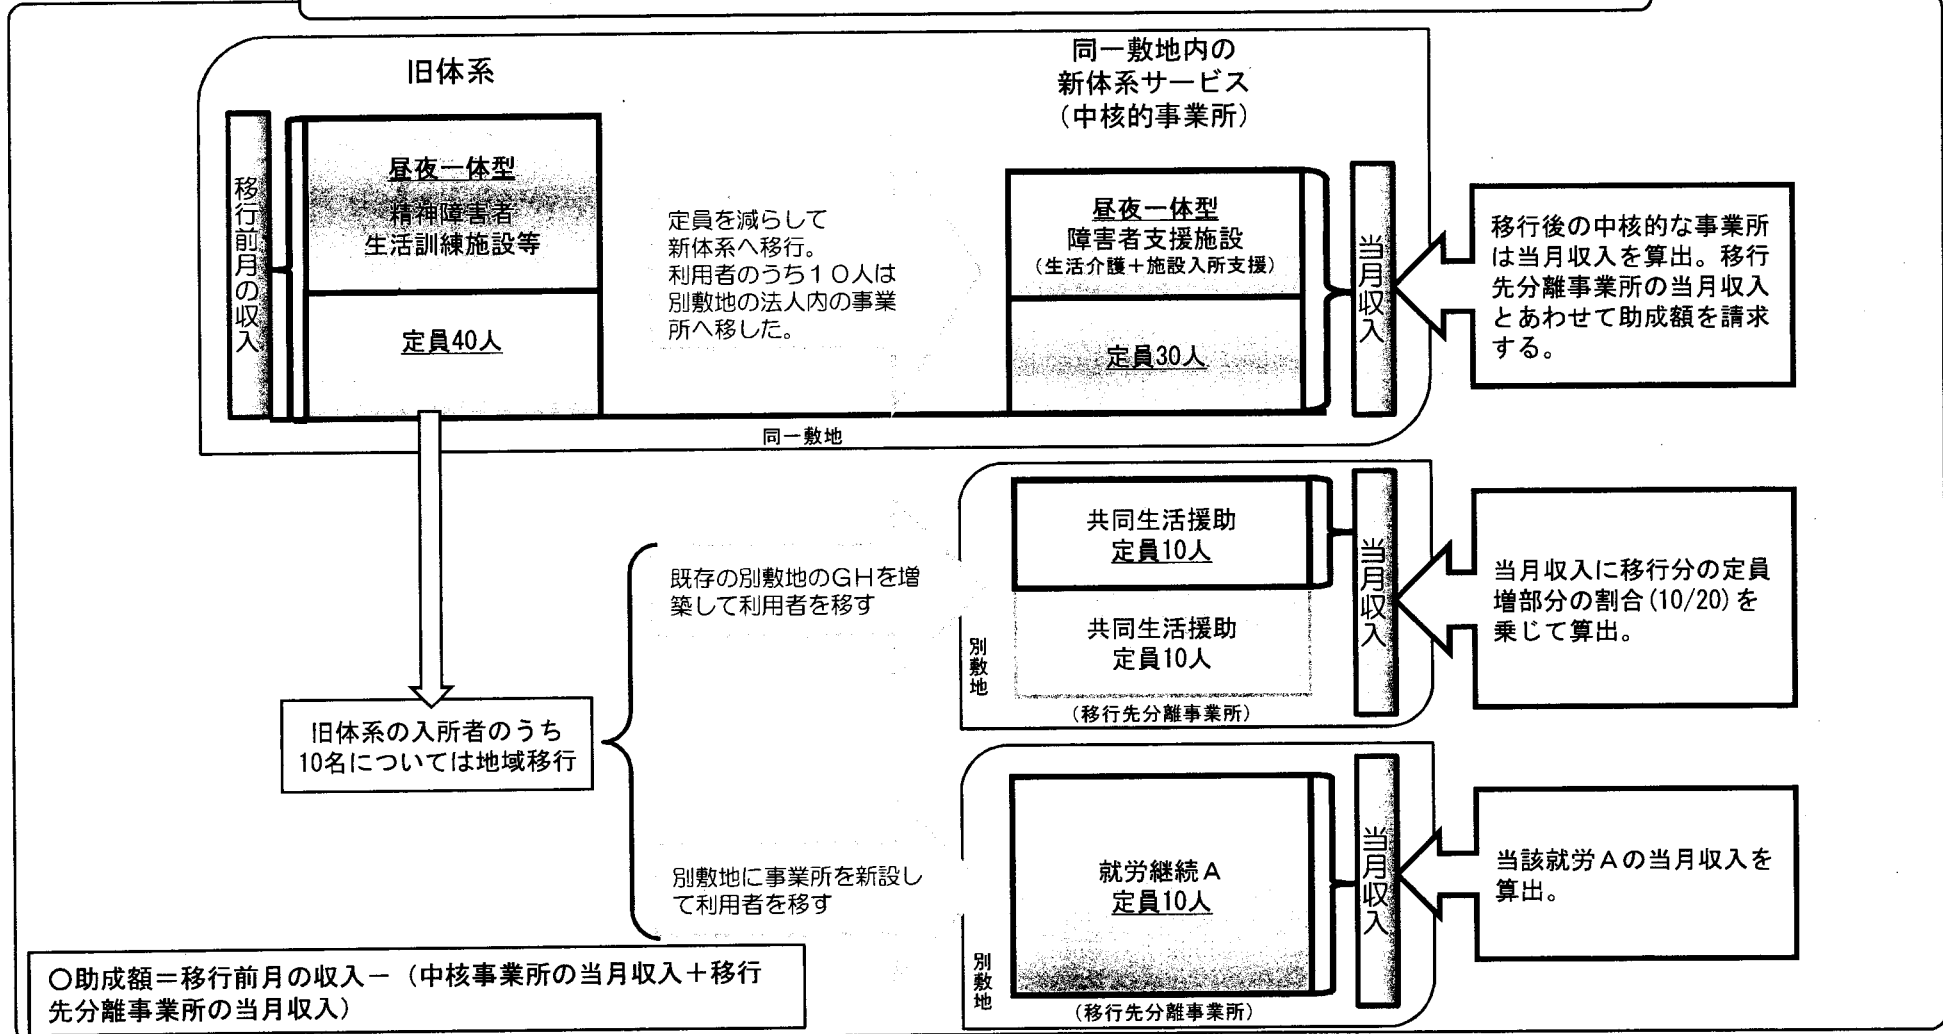 旧体系
移行前月の収入
昼夜一体型
精神障害者
生活訓練施設等
定員40人
定員を減らして
新体系へ移行。
利用者のうち１０人は
別敷地の法人内の事業
所へ移した。
同一敷地内の
新体系サービス
（中核的事業所）
昼夜一体型
障害者支援施設
（生活介護＋施設入所支援）
定員30人
当月収入
移行後の中核的な事業所
は当月収入を算出。移行
先分離事業所の当月収入
とあわせて助成額を請求
する。
同一敷地
旧体系の入所者のうち
10名については地域移行
既存の別敷地のGHを増
築して利用者を移す
共同生活援助
定員10人
共同生活援助
定員10人
別敷地
（移行先分離事業所）
当月収入
当月収入に移行分の定員
増部分の割合(10/20)を
乗じて算出。
別敷地に事業所を新設し
て利用者を移す
就労継続Ａ
定員10人
別敷地
（移行先分離事業所）
当月収入
当該就労Ａの当月収入を
算出。
〇助成額＝移行前月の収入－（中核事業所の当月収入＋移行
先分離事業所の当月収入）